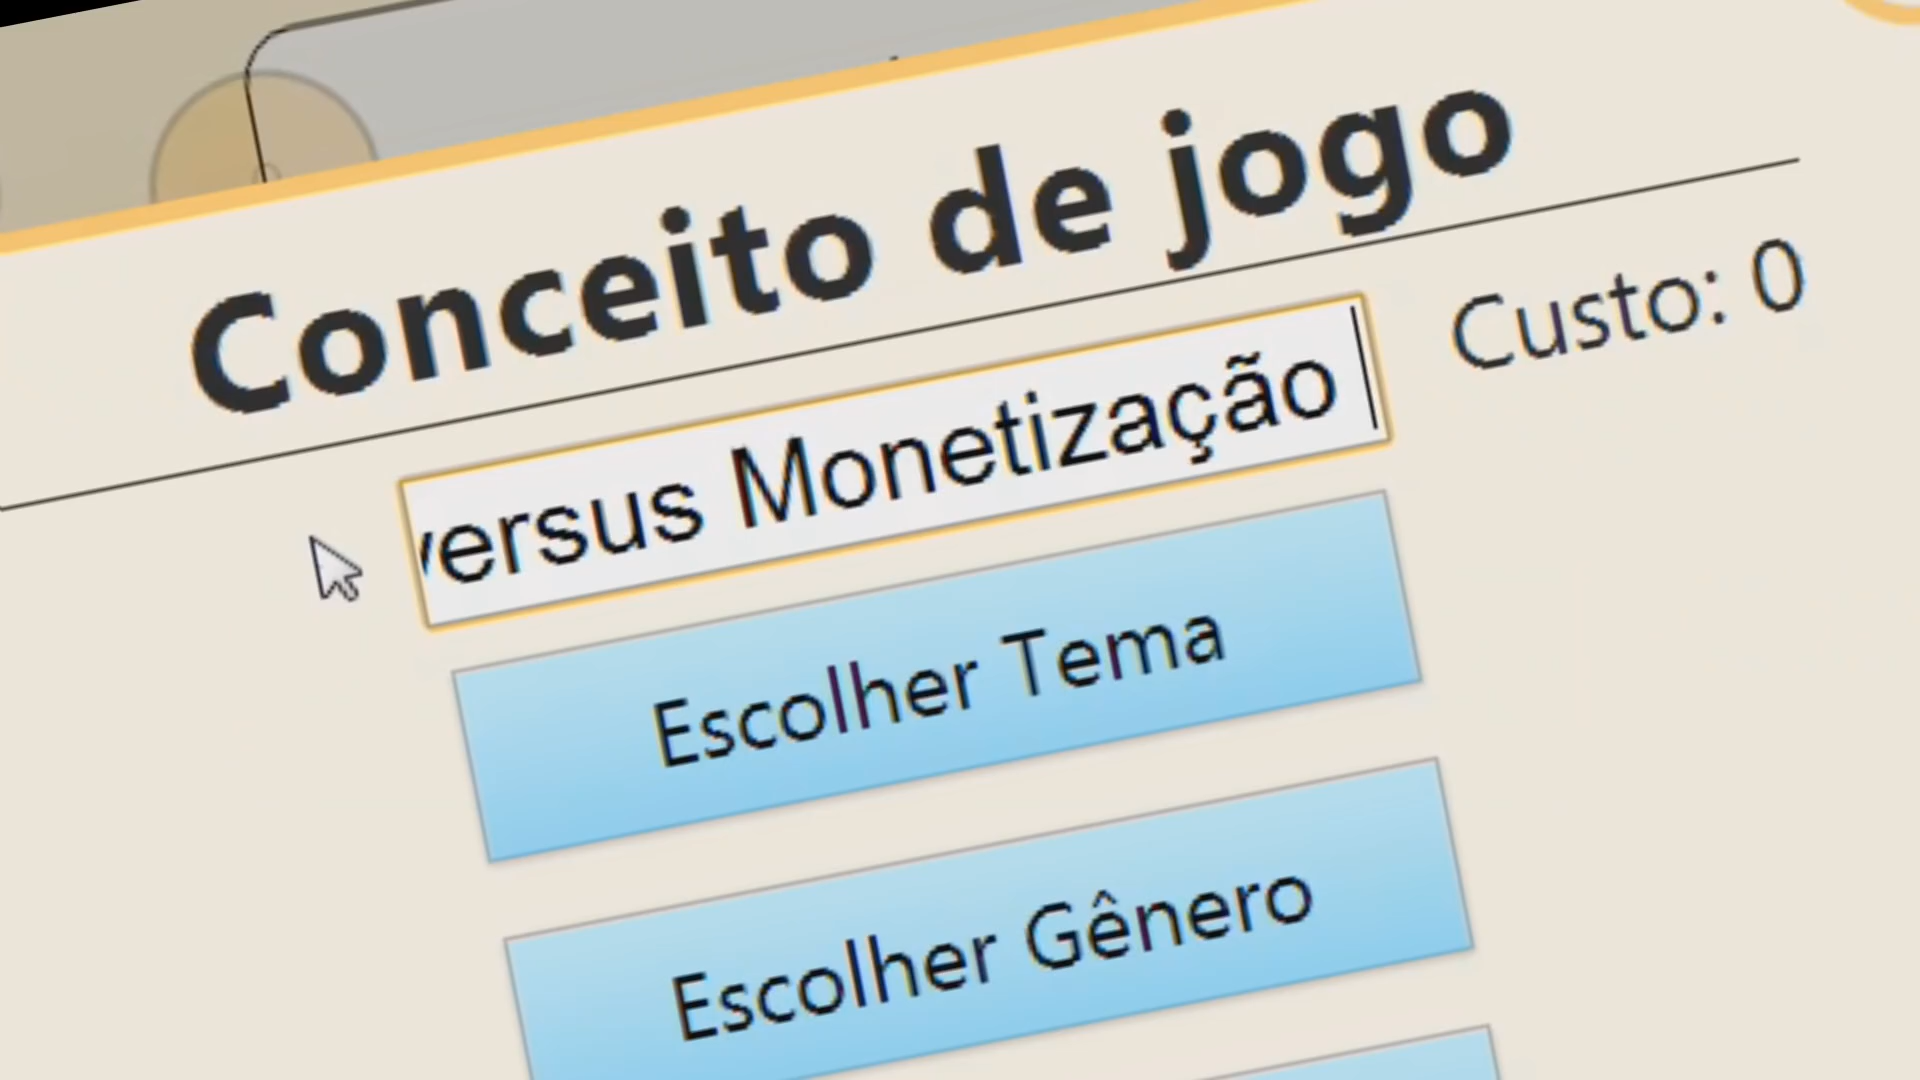 Conceito de jogo
Custo: 0
versus Monetização
Escolher Tema
Escolher Gênero